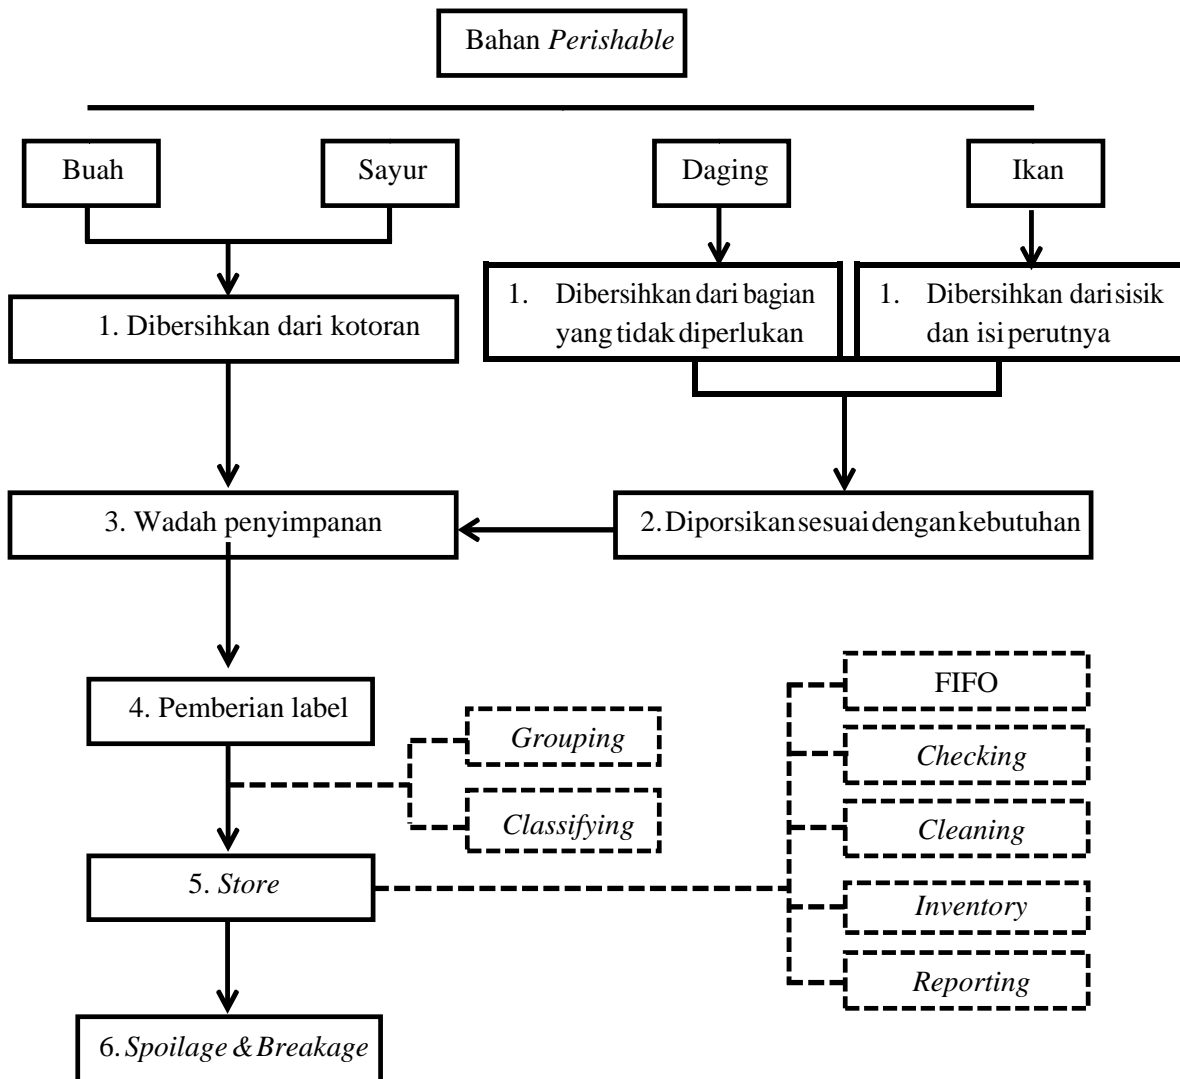 Bahan Perishable
Buah
Sayur
Daging
Ikan
1. Dibersihkan dari kotoran
1. Dibersihkan dari bagian
yang tidak diperlukan
1. Dibersihkan dari sisik
dan isi perutnya
3. Wadah penyimpanan
2. Diporsikan sesuai dengan kebutuhan
4. Pemberian label
Grouping
Classifying
FIFO
Checking
Cleaning
5. Store
Inventory
Reporting
6. Spoilage & Breakage